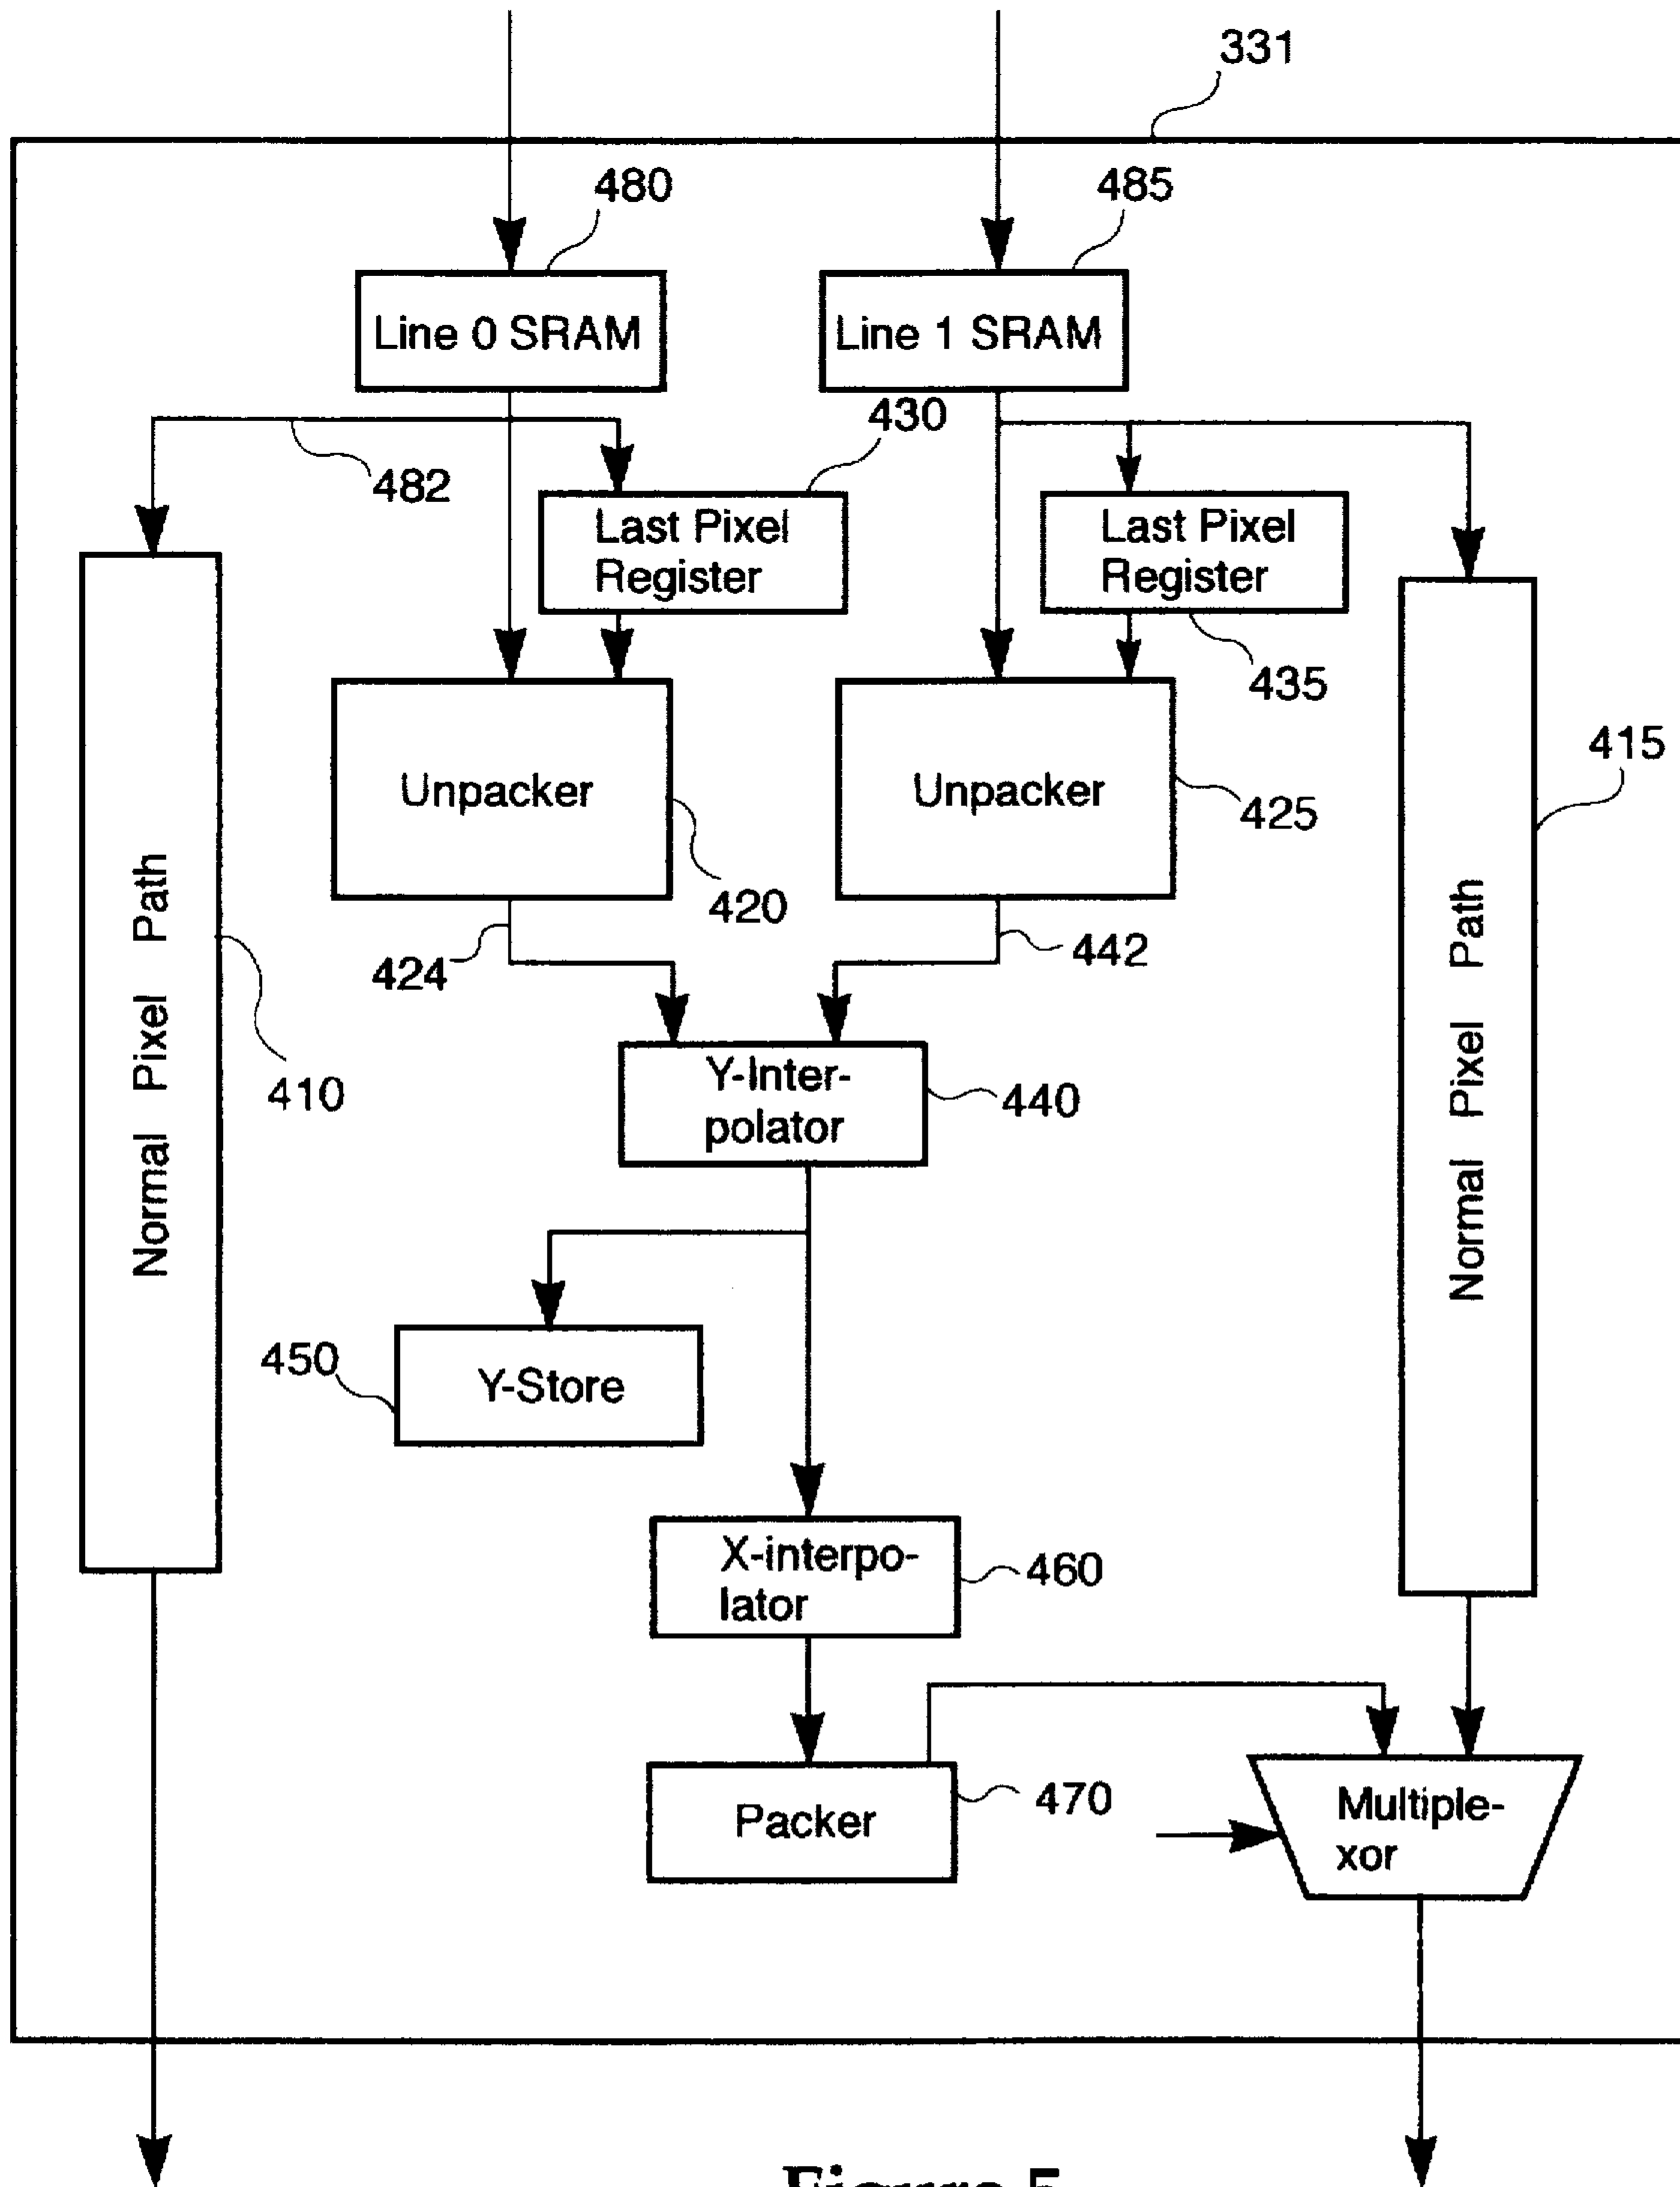 331
480
485
Line 0 SRAM
Line 1 SRAM
430
482
Last Pixel
Register
Last Pixel
Register
435
415
Unpacker
Unpacker
420
425
424
442
Normal Pixel Path
410
Y-Inter-
polator
440
Normal Pixel Path
450
Y-Store
X-interpo-
lator
460
Packer
470
Multiple-
xor
Figure 5